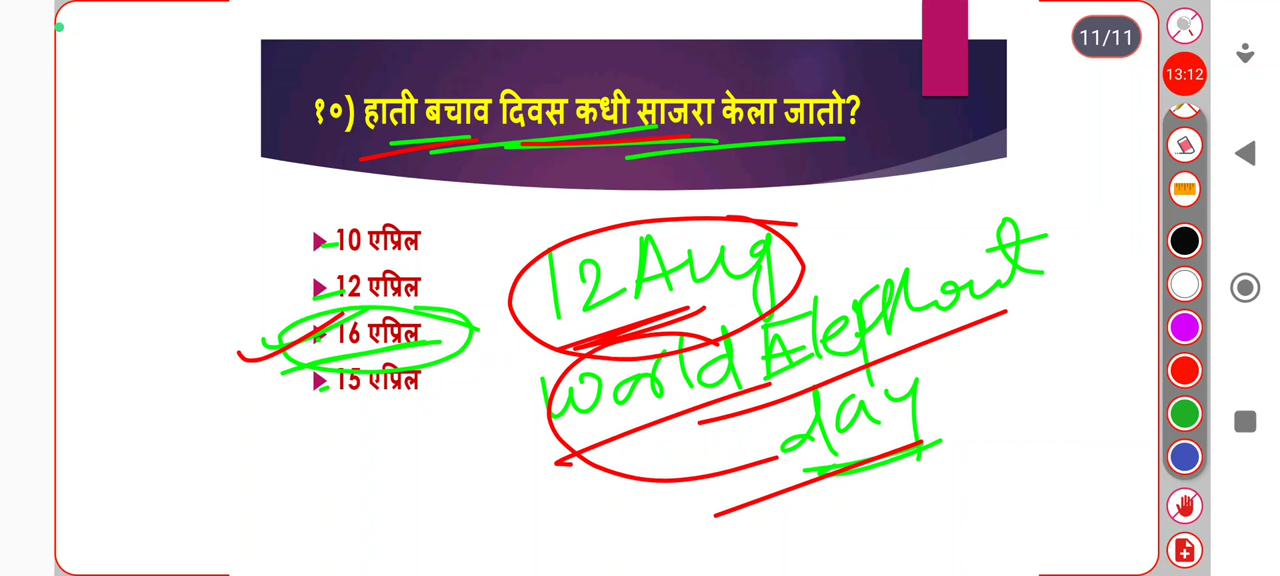 11/11
13:12
१०) हाती बचाव दिवस कधी साजरा केला जातो?
10 एप्रिल
12 एप्रिल
16 एप्रिल
15 एप्रिल
12 Aug
world Elephant
day